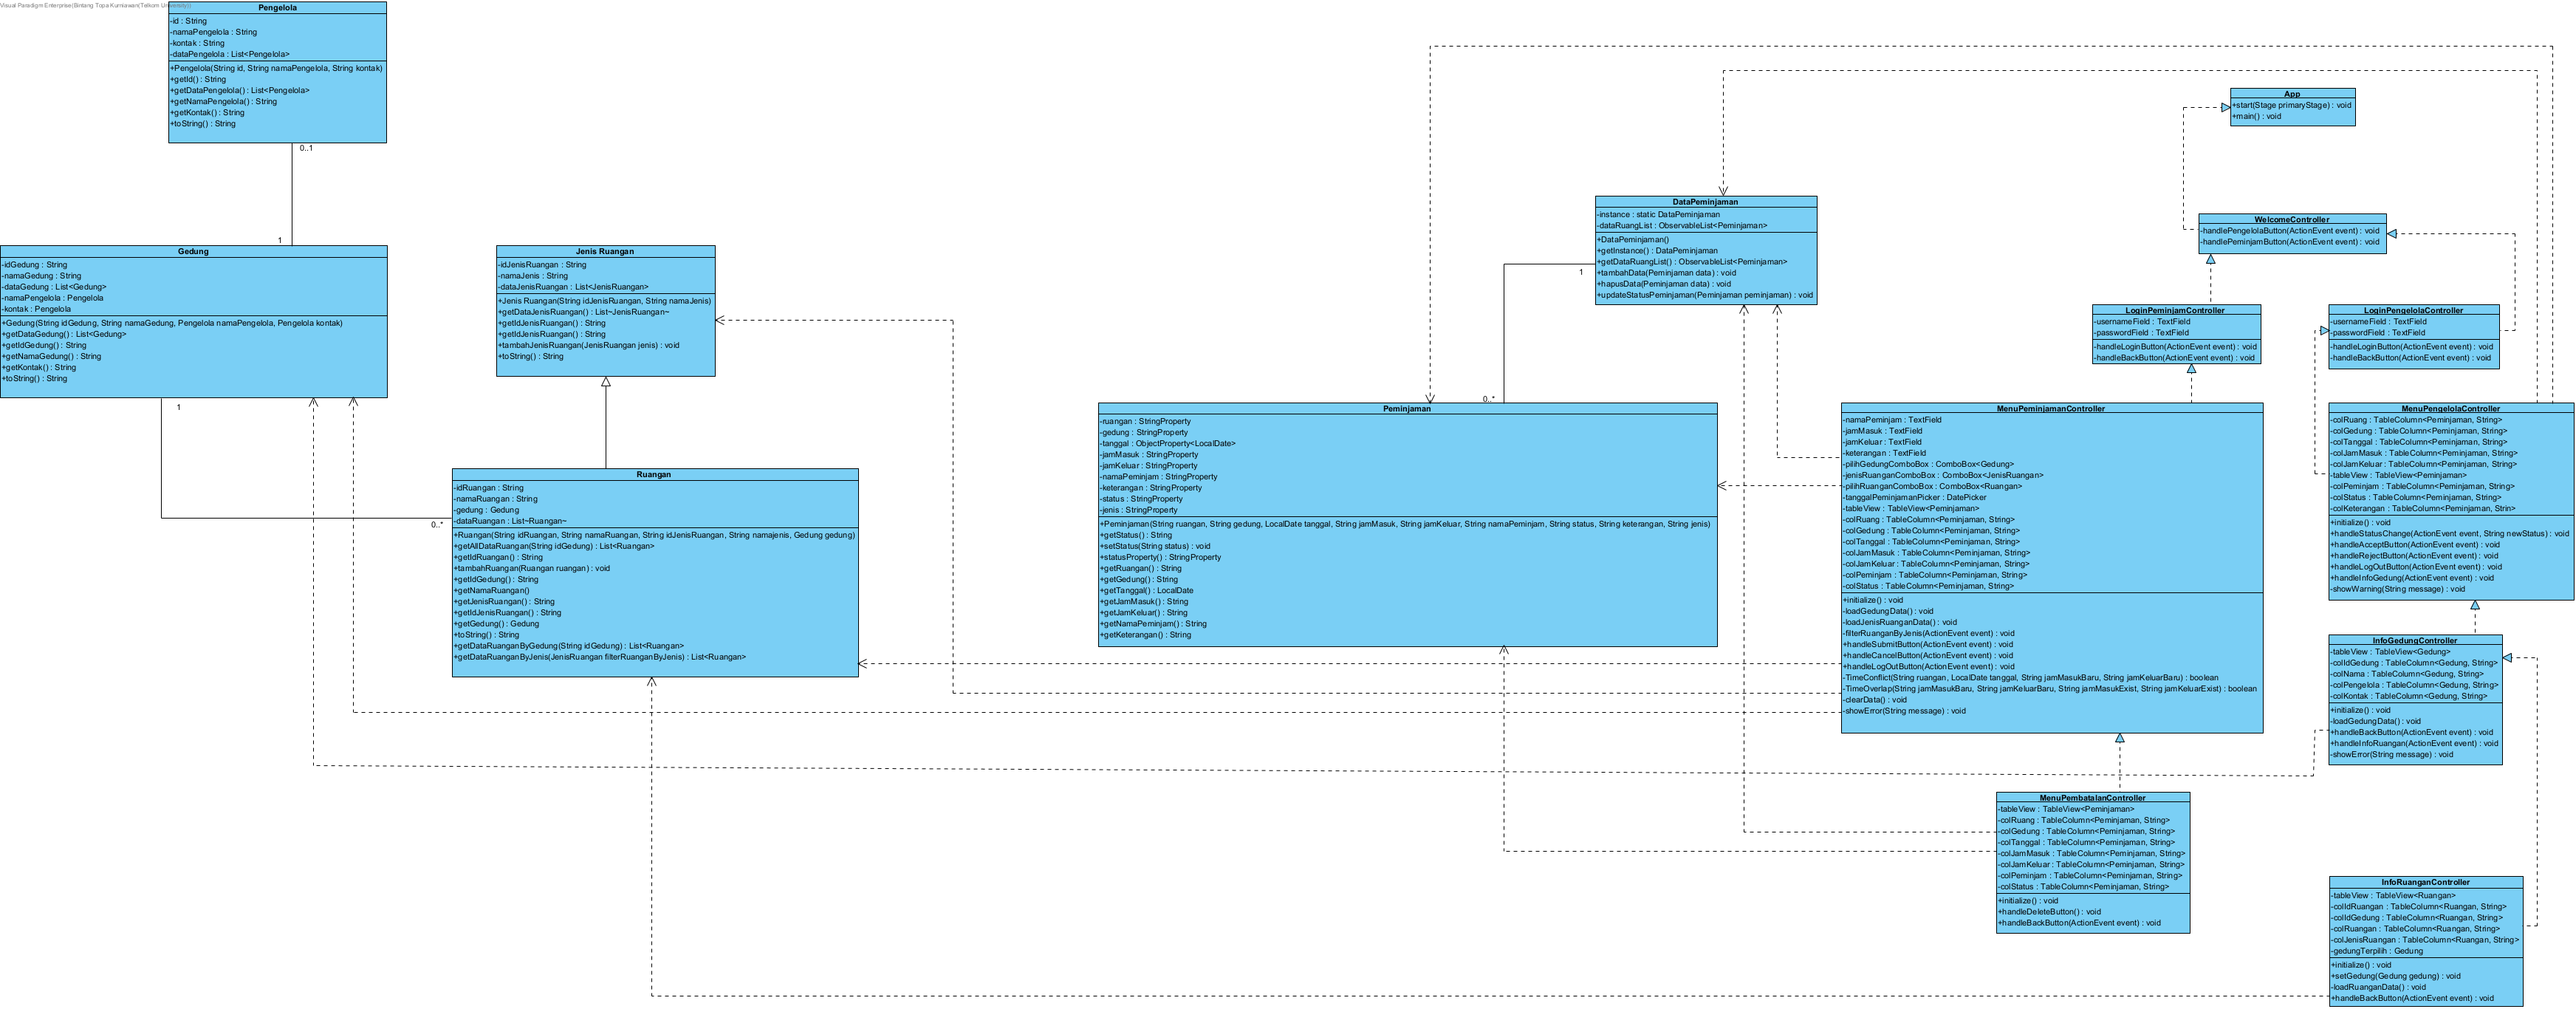 Visual Paradigm Enterprise(Bintang Topa Kurniawan(Telkom University))
Pengelola
-id : String
-namaPengelola : String
-kontak : String
-dataPengelola : List<Pengelola>
+Pengelola(String id, String namaPengelola, String kontak)
+getId() : String
+getDataPengelola() : List<Pengelola>
+getNamaPengelola() : String
+getKontak() : String
+toString() : String
0..1
1
Gedung
-idGedung : String
-namaGedung : String
-dataGedung : List<Gedung>
-namaPengelola : Pengelola
-kontak : Pengelola
+Gedung(String idGedung, String namaGedung, Pengelola namaPengelola, Pengelola kontak)
+getDataGedung() : List<Gedung>
+getIdGedung() : String
+getNamaGedung() : String
+getKontak() : String
+toString() : String
1
0..*
Jenis Ruangan
-idJenisRuangan : String
-namaJenis : String
-dataJenisRuangan : List<JenisRuangan>
+Jenis Ruangan(String idJenisRuangan, String namaJenis)
+getDataJenisRuangan() : List~JenisRuangan~
+getIdJenisRuangan() : String
+getIdJenisRuangan() : String
+tambahJenisRuangan(JenisRuangan jenis) : void
+toString() : String
Ruangan
-idRuangan : String
-namaRuangan : String
-gedung : Gedung
-dataRuangan : List~Ruangan~
+Ruangan(String idRuangan, String namaRuangan, String idJenisRuangan, String namajenis, Gedung gedung)
+getAllDataRuangan(String idGedung) : List<Ruangan>
+getIdRuangan() : String
+tambahRuangan(Ruangan ruangan) : void
+getIdGedung() : String
+getNamaRuangan()
+getJenisRuangan() : String
+getIdJenisRuangan() : String
+getGedung() : Gedung
+toString() : String
+getDataRuanganByGedung(String idGedung) : List<Ruangan>
+getDataRuanganByJenis(JenisRuangan filterRuanganByJenis) : List<Ruangan>
DataPeminjaman
-instance : static DataPeminjaman
-dataRuangList : ObservableList<Peminjaman>
+DataPeminjaman()
+getInstance() : DataPeminjaman
+getDataRuangList() : ObservableList<Peminjaman>
+tambahData(Peminjaman data) : void
+hapusData(Peminjaman data) : void
+updateStatusPeminjaman(Peminjaman peminjaman) : void
1
0..*
Peminjaman
-ruangan : StringProperty
-gedung : StringProperty
-tanggal : ObjectProperty<LocalDate>
-jamMasuk : StringProperty
-jamKeluar : StringProperty
-namaPeminjam : StringProperty
-keterangan : StringProperty
-status : StringProperty
-jenis : StringProperty
+Peminjaman(String ruangan, String gedung, LocalDate tanggal, String jamMasuk, String jamKeluar, String namaPeminjam, String status, String keterangan, String jenis)
+getStatus() : String
+setStatus(String status) : void
+statusProperty() : StringProperty
+getRuangan() : String
+getGedung() : String
+getTanggal() : LocalDate
+getJamMasuk() : String
+getJamKeluar() : String
+getNamaPeminjam() : String
+getKeterangan() : String
App
+start(Stage primaryStage) : void
+main() : void
WelcomeController
-handlePengelolaButton(ActionEvent event) : void
-handlePeminjamButton(ActionEvent event) : void
LoginPeminjamController
-usernameField : TextField
-passwordField : TextField
-handleLoginButton(ActionEvent event) : void
-handleBackButton(ActionEvent event) : void
LoginPengelolaController
-usernameField : TextField
-passwordField : TextField
-handleLoginButton(ActionEvent event) : void
-handleBackButton(ActionEvent event) : void
MenuPeminjamanController
-namaPeminjam : TextField
-jamMasuk : TextField
-jamKeluar : TextField
-keterangan : TextField
-pilihGedungComboBox : ComboBox<Gedung>
-jenisRuanganComboBox : ComboBox<JenisRuangan>
-pilihRuanganComboBox : ComboBox<Ruangan>
-tanggalPeminjamanPicker : DatePicker
-tableView : TableView<Peminjaman>
-colRuang : TableColumn<Peminjaman, String>
-colGedung : TableColumn<Peminjaman, String>
-colTanggal : TableColumn<Peminjaman, String>
-colJamMasuk : TableColumn<Peminjaman, String>
-colJamKeluar : TableColumn<Peminjaman, String>
-colPeminjam : TableColumn<Peminjaman, String>
-colStatus : TableColumn<Peminjaman, String>
+initialize() : void
-loadGedungData() : void
-loadJenisRuanganData() : void
-filterRuanganByJenis(ActionEvent event) : void
+handleSubmitButton(ActionEvent event) : void
+handleCancelButton(ActionEvent event) : void
+handleLogOutButton(ActionEvent event) : void
-TimeConflict(String ruangan, LocalDate tanggal, String jamMasukBaru, String jamKeluarBaru) : boolean
-TimeOverlap(String jamMasukBaru, String jamKeluarBaru, String jamMasukExist, String jamKeluarExist) : boolean
-clearData() : void
-showError(String message) : void
MenuPengelolaController
-colRuang : TableColumn<Peminjaman, String>
-colGedung : TableColumn<Peminjaman, String>
-colTanggal : TableColumn<Peminjaman, String>
-colJamMasuk : TableColumn<Peminjaman, String>
-colJamKeluar : TableColumn<Peminjaman, String>
-tableView : TableView<Peminjaman>
-colPeminjam : TableColumn<Peminjaman, String>
-colStatus : TableColumn<Peminjaman, String>
-colKeterangan : TableColumn<Peminjaman, Strin>
+initialize() : void
+handleStatusChange(ActionEvent event, String newStatus) : void
+handleAcceptButton(ActionEvent event) : void
+handleRejectButton(ActionEvent event) : void
+handleLogOutButton(ActionEvent event) : void
+handleInfoGedung(ActionEvent event) : void
-showWarning(String message) : void
InfoGedungController
-tableView : TableView<Gedung>
-colIdGedung : TableColumn<Gedung, String>
-colNama : TableColumn<Gedung, String>
-colPengelola : TableColumn<Gedung, String>
-colKontak : TableColumn<Gedung, String>
+initialize() : void
-loadGedungData() : void
+handleBackButton(ActionEvent event) : void
+handleInfoRuangan(ActionEvent event) : void
-showError(String message) : void
MenuPembatalanController
-tableView : TableView<Peminjaman>
-colRuang : TableColumn<Peminjaman, String>
-colGedung : TableColumn<Peminjaman, String>
-colTanggal : TableColumn<Peminjaman, String>
-colJamMasuk : TableColumn<Peminjaman, String>
-colJamKeluar : TableColumn<Peminjaman, String>
-colPeminjam : TableColumn<Peminjaman, String>
-colStatus : TableColumn<Peminjaman, String>
+initialize() : void
+handleDeleteButton() : void
+handleBackButton(ActionEvent event) : void
InfoRuanganController
-tableView : TableView<Ruangan>
-colIdRuangan : TableColumn<Ruangan, String>
-colIdGedung : TableColumn<Ruangan, String>
-colRuangan : TableColumn<Ruangan, String>
-colJenisRuangan : TableColumn<Ruangan, String>
-gedungTerpilih : Gedung
+initialize() : void
+setGedung(Gedung gedung) : void
-loadRuanganData() : void
+handleBackButton(ActionEvent event) : void